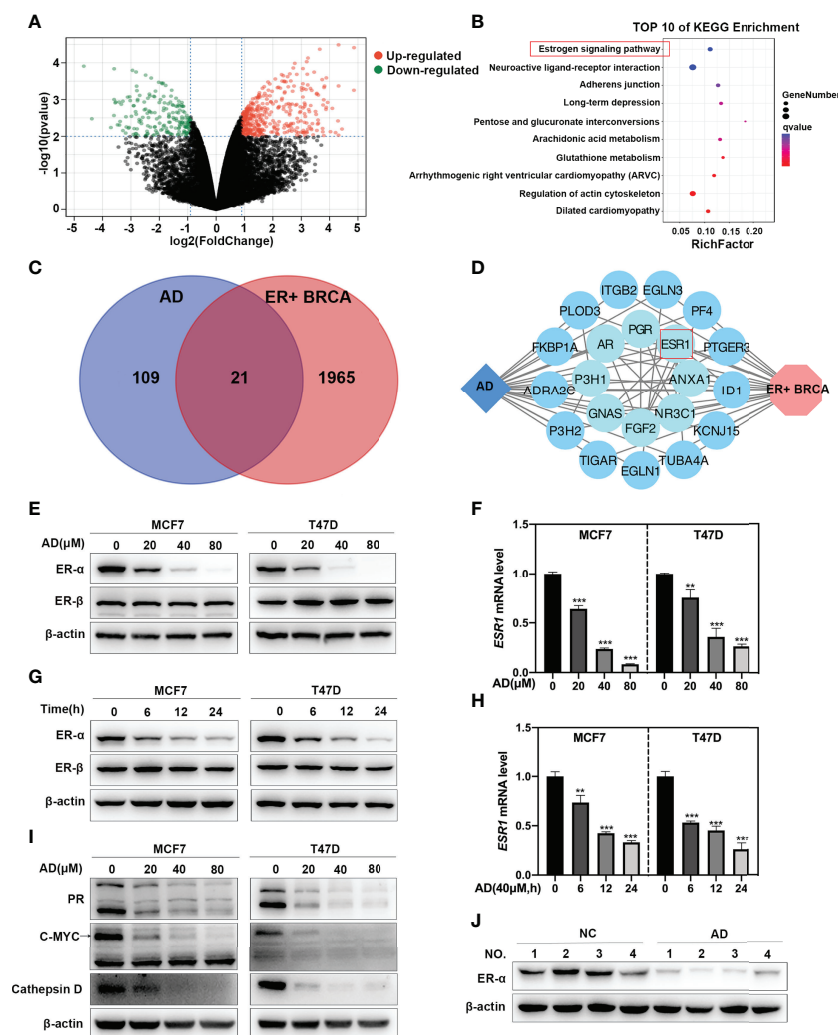 A
Up-regulated
Down-regulated
-log10(pvalue)
4
3
2
1
0
-5 -4 -3 -2 -1 0 1 2 3 4 5
log2(FoldChange)
B
TOP 10 of KEGG Enrichment
Estrogen signaling pathway
Neuroactive ligand-receptor interaction
Adherens junction
Long-term depression
Pentose and glucuronate interconversions
Arachidonic acid metabolism
Glutathione metabolism
Arrhythmogenic right ventricular cardiomyopathy (ARVC)
Regulation of actin cytoskeleton
Dilated cardiomyopathy
0.05 0.10 0.15 0.20
RichFactor
GeneNumber
qvalue
C
AD
ER+ BRCA
109
21
1965
D
ITGB2
EGLN3
PLOD3
PF4
PGR
FKBP1A
AR
ESR1
PTGER3
AD
ADRA2C
P3H1
ANXA1
ID1
ER+ BRCA
GNAS
NR3C1
P3H2
FGF2
KCNJ15
TIGAR
EGLN1
TUBA4A
E
MCF7 T47D
AD(μM) 0 20 40 80 0 20 40 80
ER-α
ER-β
β-actin
F
MCF7 T47D
ESR1 mRNA level
1.5
1.0
0.5
0.0
*** *** *** ** *** ***
0 20 40 80 0 20 40 80
AD(μM)
G
MCF7 T47D
Time(h) 0 6 12 24 0 6 12 24
ER-α
ER-β
β-actin
H
MCF7 T47D
ESR1 mRNA level
1.5
1.0
0.5
0.0
** *** *** *** *** ***
0 6 12 24 0 6 12 24
AD(40μM,h)
I
MCF7 T47D
AD(μM) 0 20 40 80 0 20 40 80
PR
C-MYC
Cathepsin D
β-actin
J
NC AD
NO. 1 2 3 4 1 2 3 4
ER-α
β-actin